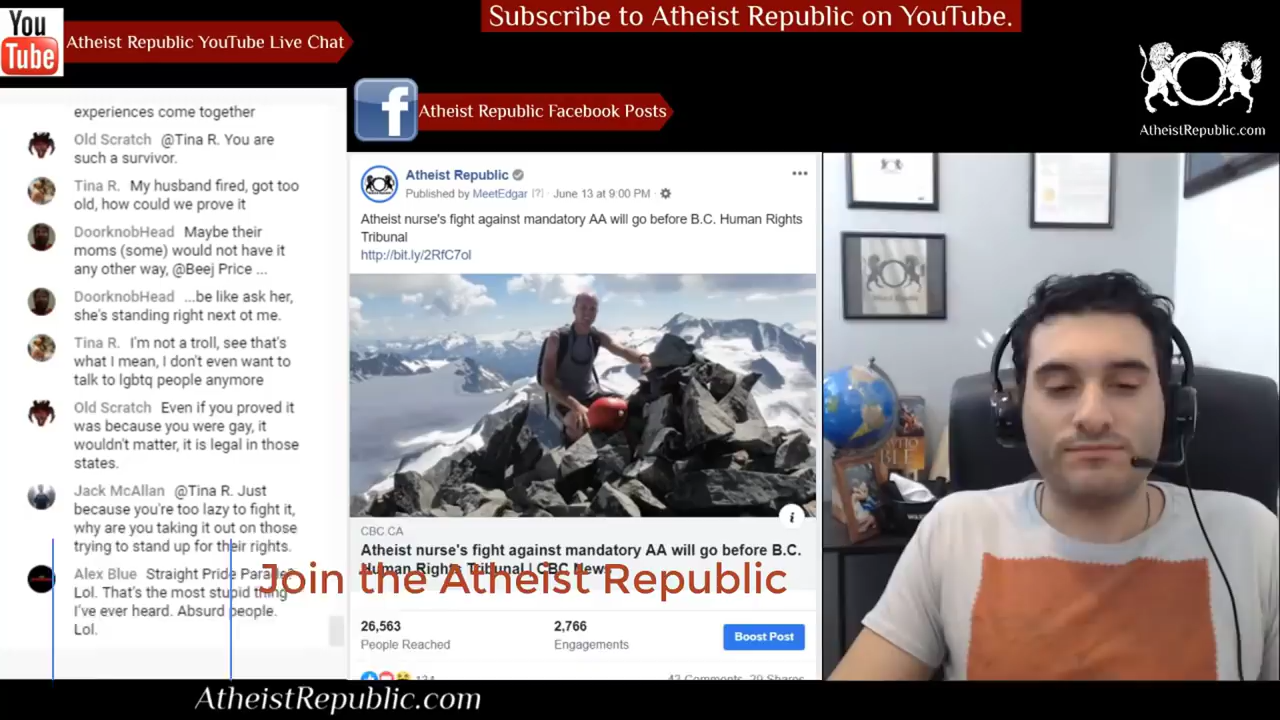 Subscribe to Atheist Republic on YouTube.
You
Tube
Atheist Republic YouTube Live Chat
Atheist Republic Facebook Posts
AtheistRepublic.com
experiences come together
Old Scratch @Tina R. You are
such a survivor.
Tina R. My husband fired, got too
old, how could we prove it
DoorknobHead Maybe their
moms (some) would not have it
any other way, @Beej Price ...
DoorknobHead ...be like ask her,
she's standing right next ot me.
Tina R. I'm not a troll, see that's
what I mean, I don't even want to
talk to lgbtq people anymore
Old Scratch Even if you proved it
was because you were gay, it
wouldn't matter, it is legal in those
states.
Jack McAllan @Tina R. Just
because you're too lazy to fight it,
why are you taking it out on those
trying to stand up for their rights.
Alex Blue Straight Pride Parade?
Lol. That's the most stupid thing
I've ever heard. Absurd people.
Lol.
Atheist Republic
Published by MeetEdgar [?] · June 13 at 9:00 PM ·
Atheist nurse's fight against mandatory AA will go before B.C. Human Rights
Tribunal
http://bit.ly/2RfC7ol
CBC.CA
Atheist nurse's fight against mandatory AA will go before B.C.
Human Rights Tribunal | CBC News
Join the Atheist Republic
26,563
People Reached
2,766
Engagements
Boost Post
134
43 Comments 29 Shares
AtheistRepublic.com